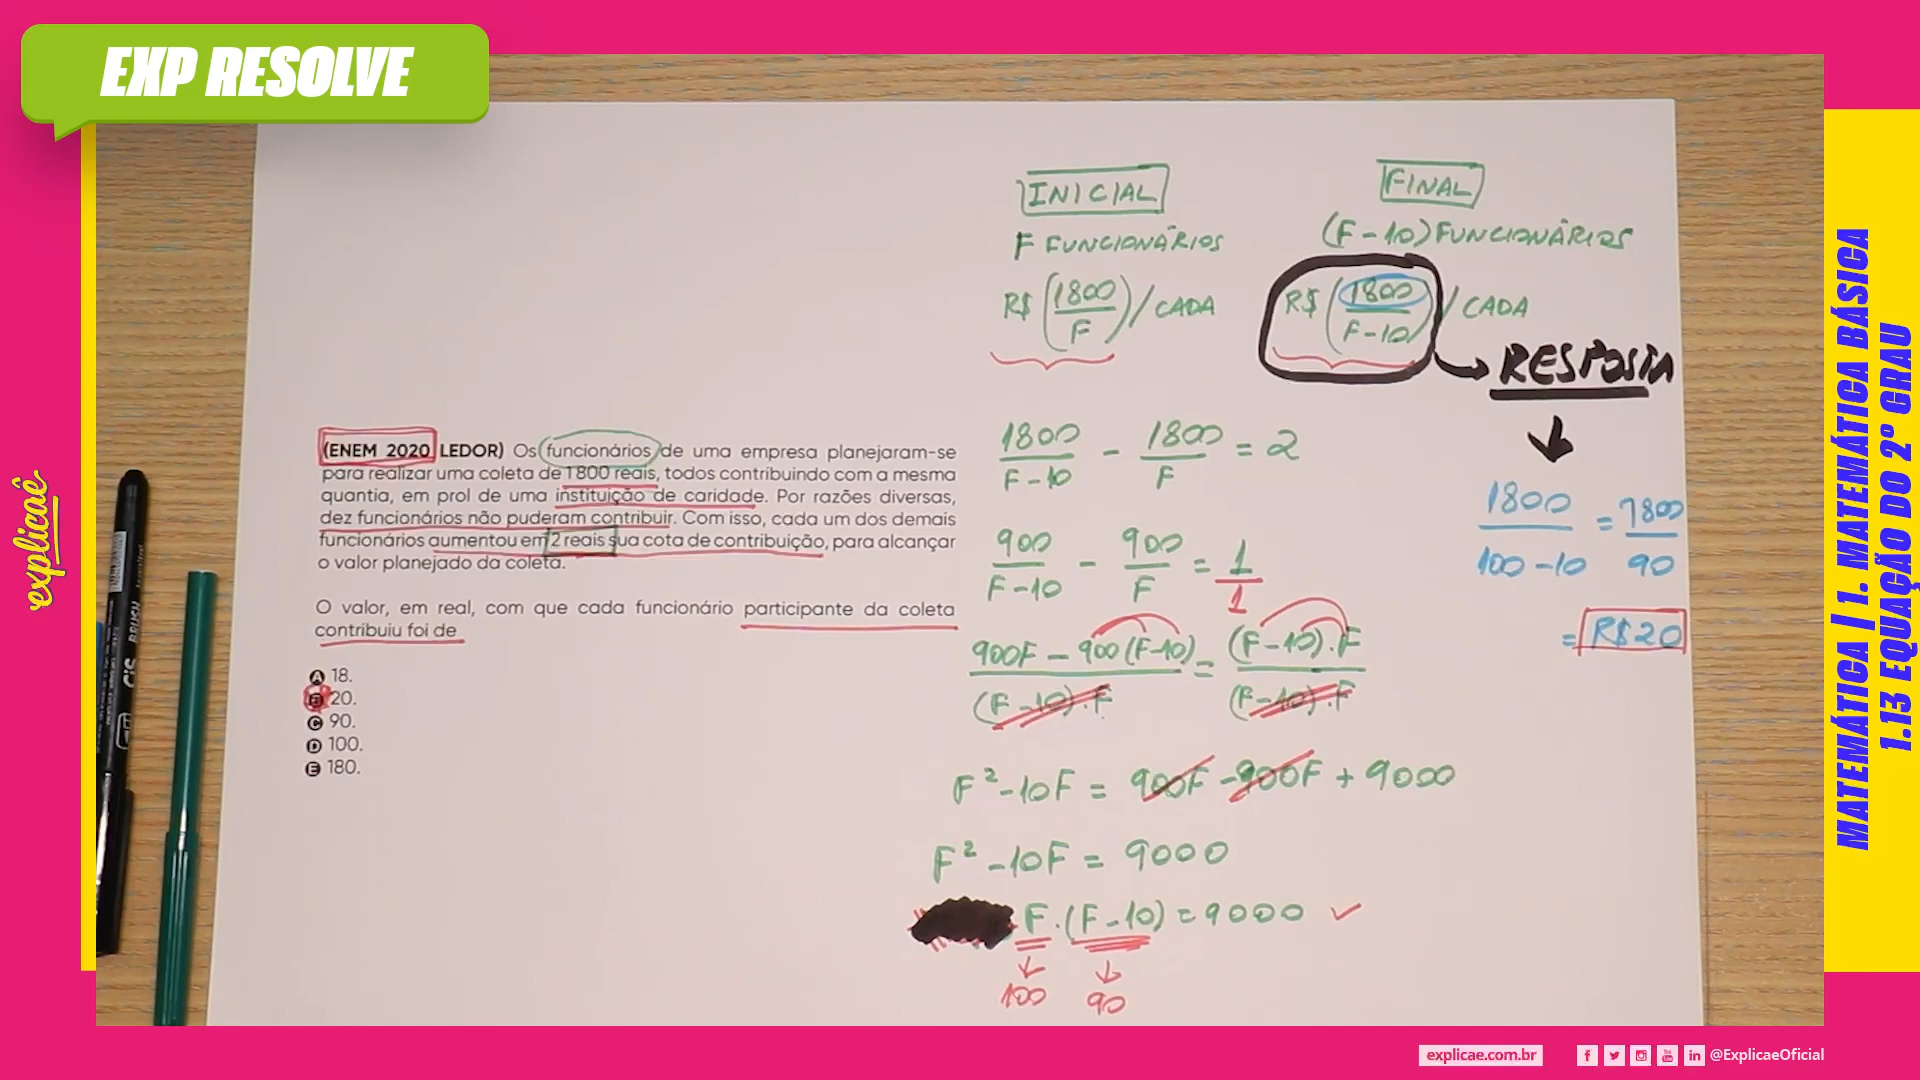 EXP RESOLVE
explicaê
(ENEM 2020 LEDOR) Os funcionários de uma empresa planejaram-se
para realizar uma coleta de 1 800 reais, todos contribuindo com a mesma
quantia, em prol de uma instituição de caridade. Por razões diversas,
dez funcionários não puderam contribuir. Com isso, cada um dos demais
funcionários aumentou em 2 reais sua cota de contribuição, para alcançar
o valor planejado da coleta.
O valor, em real, com que cada funcionário participante da coleta
contribuiu foi de
A 18.
B 20.
C 90.
D 100.
E 180.
INICIAL
F FUNCIONÁRIOS
R$ (1800/F) / CADA
FINAL
(F-10) FUNCIONÁRIOS
R$ (1800/F-10) / CADA
RESPOSTA
1800/F-10 - 1800/F = 2
900/F-10 - 900/F = 1/1
900F - 900(F-10)/(F-10).F = (F-10).F/(F-10).F
F² - 10F = 900F - 900F + 9000
F² - 10F = 9000
F.(F-10) = 9000
100 90
1800/100-10 = 1800/90
= R$20
MATEMÁTICA | 1. MATEMÁTICA BÁSICA
1.13 EQUAÇÃO DO 2º GRAU
explicae.com.br
@ExplicaeOficial